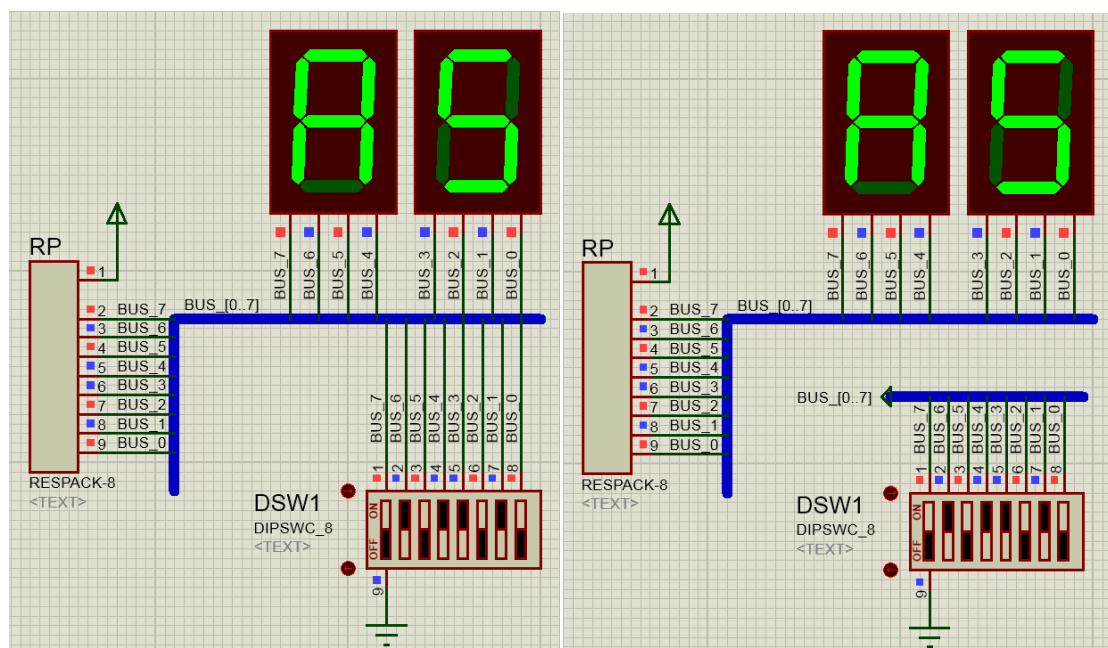 A 5
BUS_7 BUS_6 BUS_5 BUS_4 BUS_3 BUS_2 BUS_1 BUS_0
RP
1
BUS_[0..7]
2 BUS_7
3 BUS_6
4 BUS_5
5 BUS_4
6 BUS_3
7 BUS_2
8 BUS_1
9 BUS_0
RESPACK-8
<TEXT>
BUS_7 BUS_6 BUS_5 BUS_4 BUS_3 BUS_2 BUS_1 BUS_0
1 2 3 4 5 6 7 8
DSW1
DIPSWC_8
<TEXT>
ON
OFF
9
A 5
BUS_7 BUS_6 BUS_5 BUS_4 BUS_3 BUS_2 BUS_1 BUS_0
RP
1
BUS_[0..7]
2 BUS_7
3 BUS_6
4 BUS_5
5 BUS_4
6 BUS_3
7 BUS_2
8 BUS_1
9 BUS_0
RESPACK-8
<TEXT>
BUS_[0..7]
BUS_7 BUS_6 BUS_5 BUS_4 BUS_3 BUS_2 BUS_1 BUS_0
1 2 3 4 5 6 7 8
DSW1
DIPSWC_8
<TEXT>
ON
OFF
9